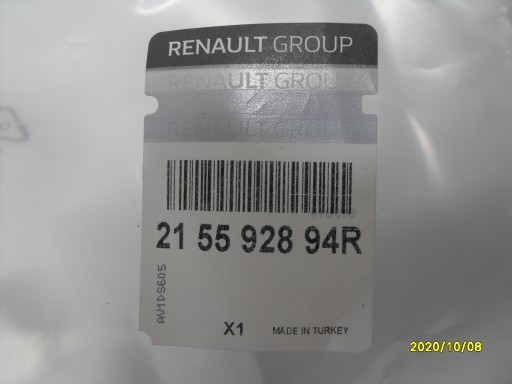 RENAULT GROUP
RENAULT GROUP
RENAULT GROUP
21 55 928 94R
AV1DS605
X1
MADE IN TURKEY
2020/10/08